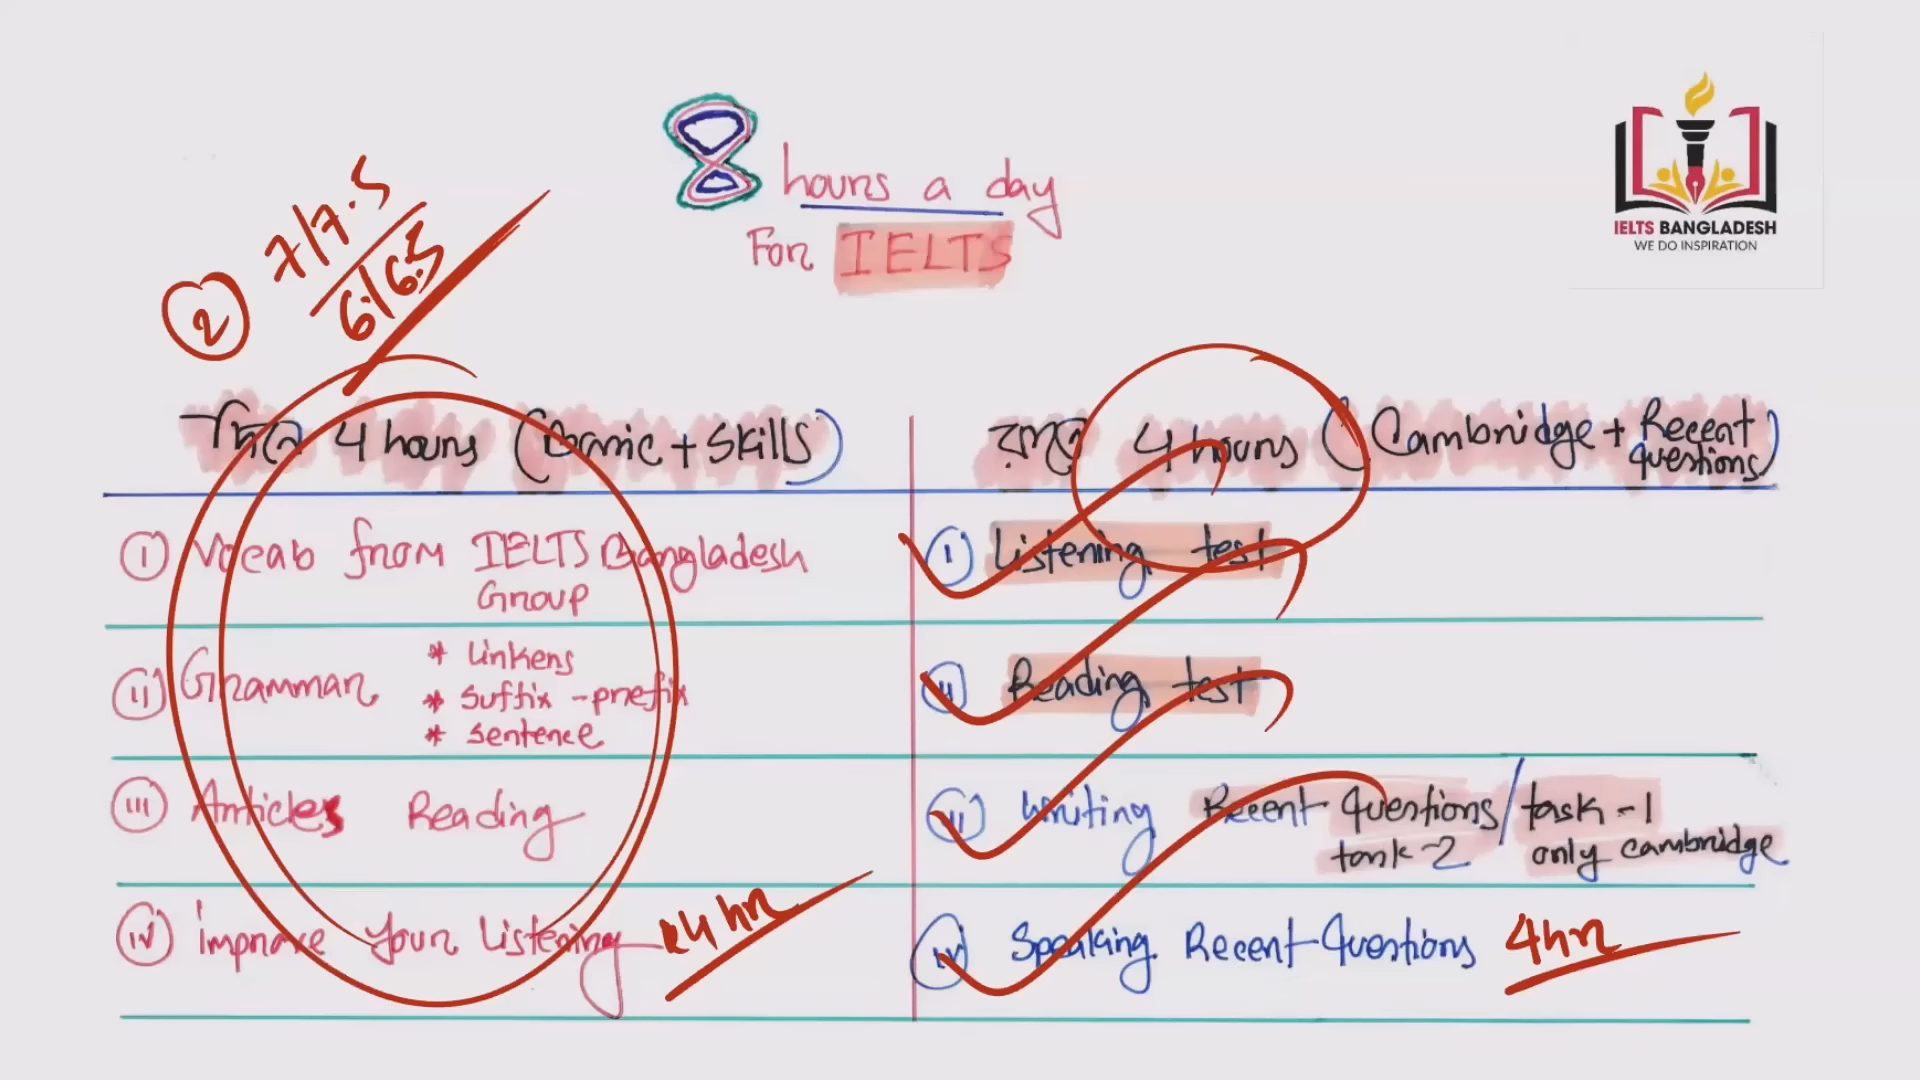 8 hours a day
For IELTS
IELTS BANGLADESH
WE DO INSPIRATION
7/7.5
6/6.5
2
দিনে 4 hours (Basic + Skills)
রাতে 4 hours (Cambridge + Recent questions)
i Vocab from IELTS Bangladesh
Group
ii Grammar
* Linkers
* suffix - prefix
* sentence
iii Articles Reading
iv Improve Your Listening 4 hr
i Listening test
Reading test
Writing Recent Questions / task - 1
task - 2 only cambridge
iv Speaking Recent Questions 4 hr